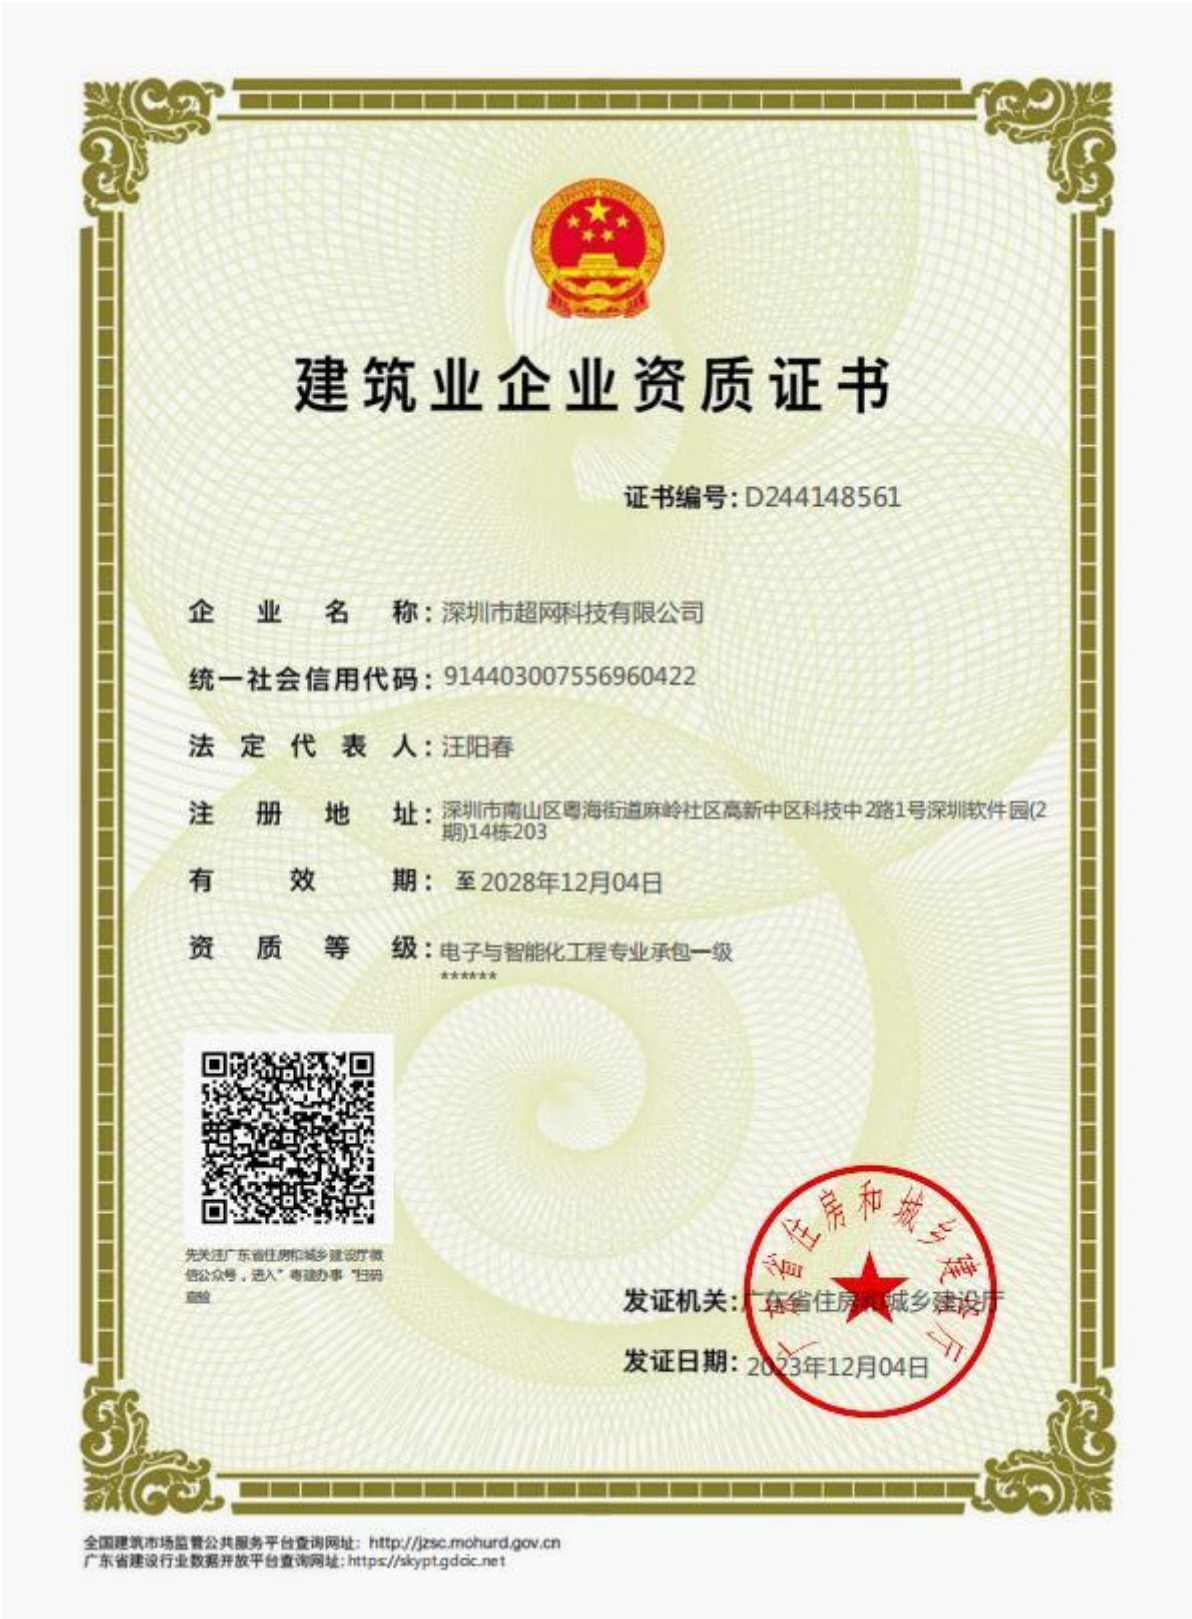 建筑业企业资质证书
证书编号:D244148561
企业名称:深圳市超网科技有限公司
统一社会信用代码:914403007556960422
法定代表人:汪阳春
注册地址:深圳市南山区粤海街道麻岭社区高新中区科技中2路1号深圳软件园(2
期)14栋203
有效期:至2028年12月04日
资质等级:电子与智能化工程专业承包一级
******
先关注广东省住房和城乡建设厅微
信公众号，进入”粤建办事“扫码
查验
广东省住房和城乡建设厅
发证机关:广东省住房和城乡建设厅
发证日期:2023年12月04日
全国建筑市场监管公共服务平台查询网址: http://jzsc.mohurd.gov.cn
广东省建设行业数据开放平台查询网址:https://skypt.gdcic.net